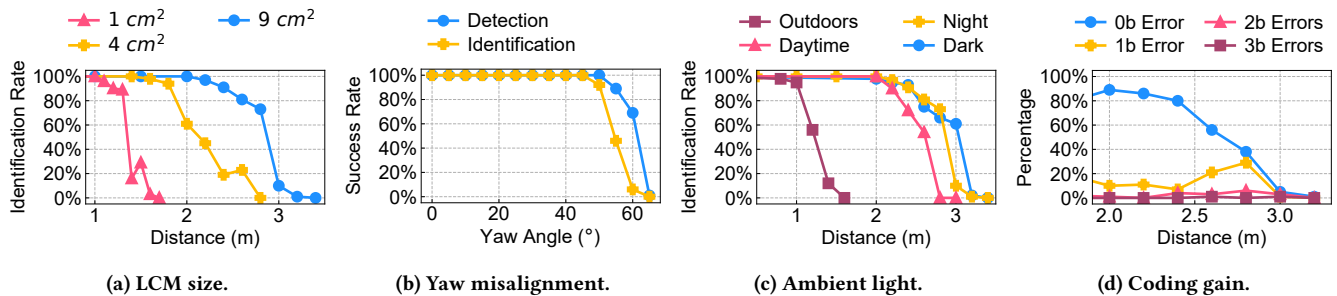 1 cm²
9 cm²
4 cm²
Identification Rate
100%
80%
60%
40%
20%
0%
1
2
3
Distance (m)
(a) LCM size.
Detection
Identification
Success Rate
100%
80%
60%
40%
20%
0%
0
20
40
60
Yaw Angle (°)
(b) Yaw misalignment.
Outdoors
Night
Daytime
Dark
Identification Rate
100%
80%
60%
40%
20%
0%
1
2
3
Distance (m)
(c) Ambient light.
0b Error
2b Errors
1b Error
3b Errors
Percentage
100%
80%
60%
40%
20%
0%
2.0
2.5
3.0
Distance (m)
(d) Coding gain.